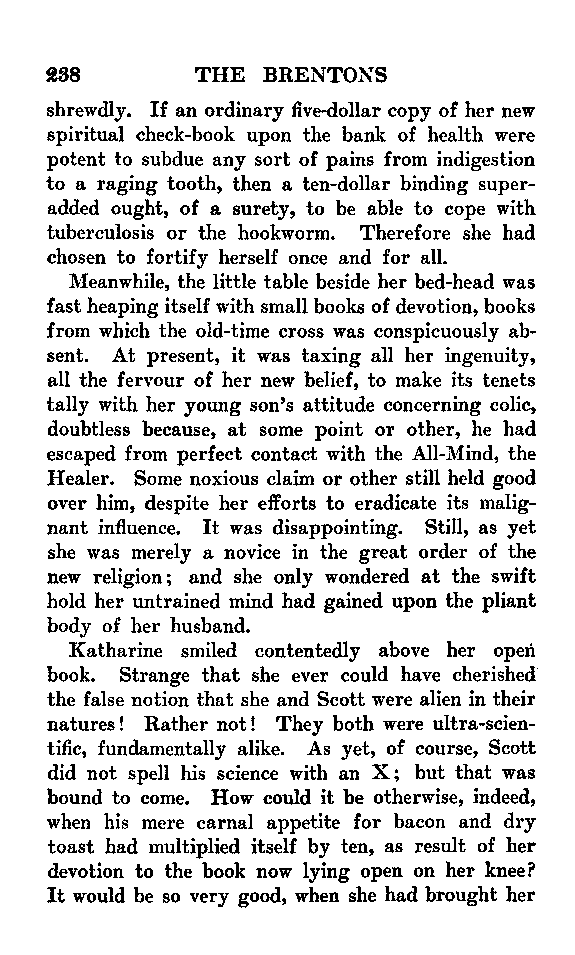 238 THE BRENTONS
shrewdly. If an ordinary five-dollar copy of her new
spiritual check-book upon the bank of health were
potent to subdue any sort of pains from indigestion
to a raging tooth, then a ten-dollar binding super-
added ought, of a surety, to be able to cope with
tuberculosis or the hookworm. Therefore she had
chosen to fortify herself once and for all.
Meanwhile, the little table beside her bed-head was
fast heaping itself with small books of devotion, books
from which the old-time cross was conspicuously ab-
sent. At present, it was taxing all her ingenuity,
all the fervour of her new belief, to make its tenets
tally with her young son's attitude concerning colic,
doubtless because, at some point or other, he had
escaped from perfect contact with the All-Mind, the
Healer. Some noxious claim or other still held good
over him, despite her efforts to eradicate its malig-
nant influence. It was disappointing. Still, as yet
she was merely a novice in the great order of the
new religion; and she only wondered at the swift
hold her untrained mind had gained upon the pliant
body of her husband.
Katharine smiled contentedly above her open
book. Strange that she ever could have cherished
the false notion that she and Scott were alien in their
natures! Rather not! They both were ultra-scien-
tific, fundamentally alike. As yet, of course, Scott
did not spell his science with an X; but that was
bound to come. How could it be otherwise, indeed,
when his mere carnal appetite for bacon and dry
toast had multiplied itself by ten, as result of her
devotion to the book now lying open on her knee?
It would be so very good, when she had brought her